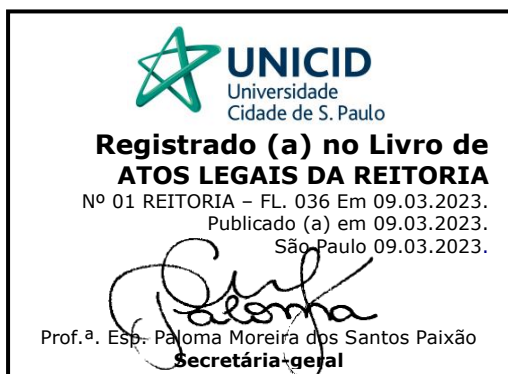 UNICID
Universidade
Cidade de S. Paulo
Registrado (a) no Livro de
ATOS LEGAIS DA REITORIA
Nº 01 REITORIA – FL. 036 Em 09.03.2023.
Publicado (a) em 09.03.2023.
São Paulo 09.03.2023.
Paloma
Prof.ª. Esp. Paloma Moreira dos Santos Paixão
Secretária-geral